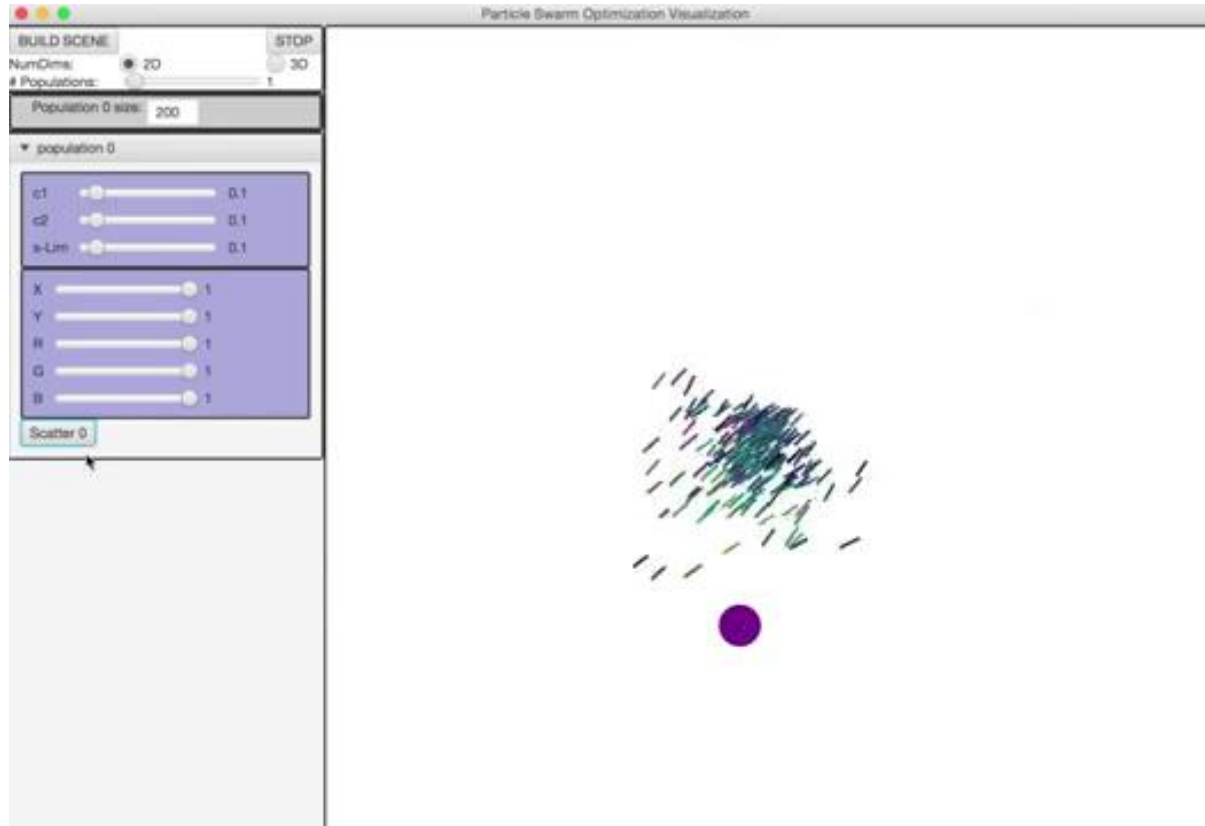 Particle Swarm Optimization Visualization
BUILD SCENE STOP
NumDims: 2D 3D
# Populations: 1
Population 0 size: 200
population 0
c1 0.1
c2 0.1
s-Lim 0.1
X 1
Y 1
R 1
G 1
B 1
Scatter 0